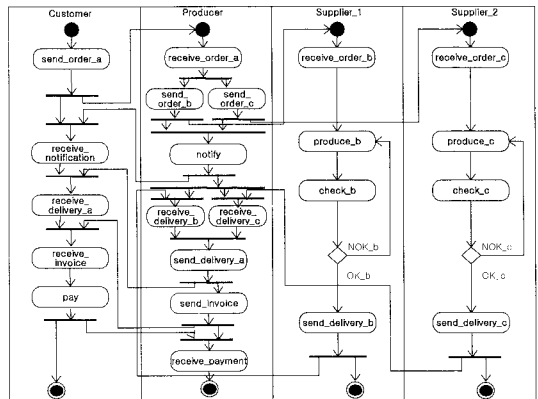 Customer
Producer
Supplier_1
Supplier_2
send_order_a
receive_order_a
receive_order_b
receive_order_c
send_
order_b
send_
order_c
receive_
notification
notify
produce_b
produce_c
check_b
check_c
receive_
delivery_a
receive_
delivery_b
receive_
delivery_c
NOK_b
NOK_c
receive_
invoice
send_delivery_a
OK_b
OK_c
pay
send_invoice
send_delivery_b
send_delivery_c
receive_payment